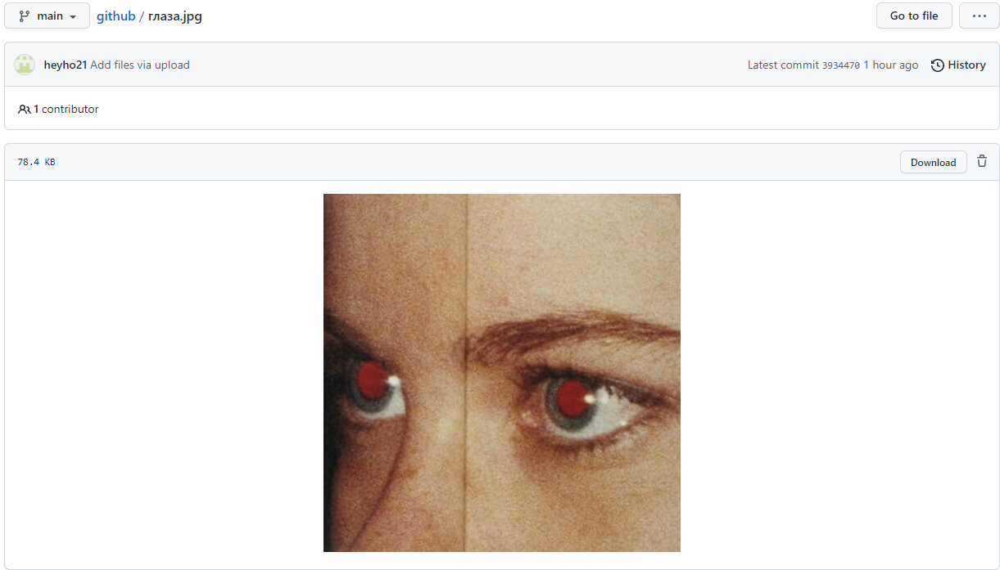 main github / глаза.jpg Go to file ...
heyho21 Add files via upload Latest commit 3934470 1 hour ago History
1 contributor
78.4 KB Download